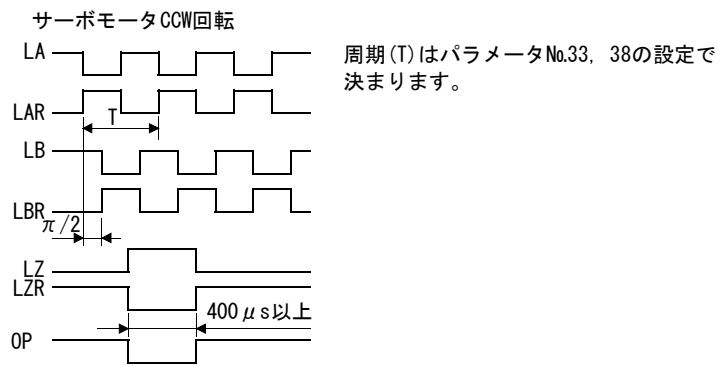 サーボモータCCW回転
LA
周期(T)はパラメータ№33, 38の設定で
決まります。
LAR
T
LB
LBR
π/2
LZ
LZR
400μs以上
OP